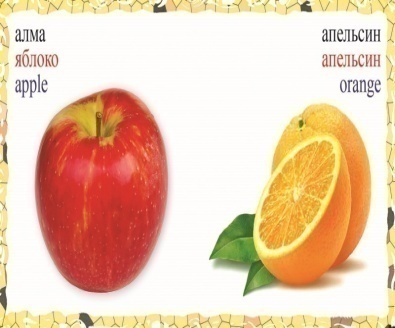 алма
яблоко
apple
апельсин
апельсин
orange